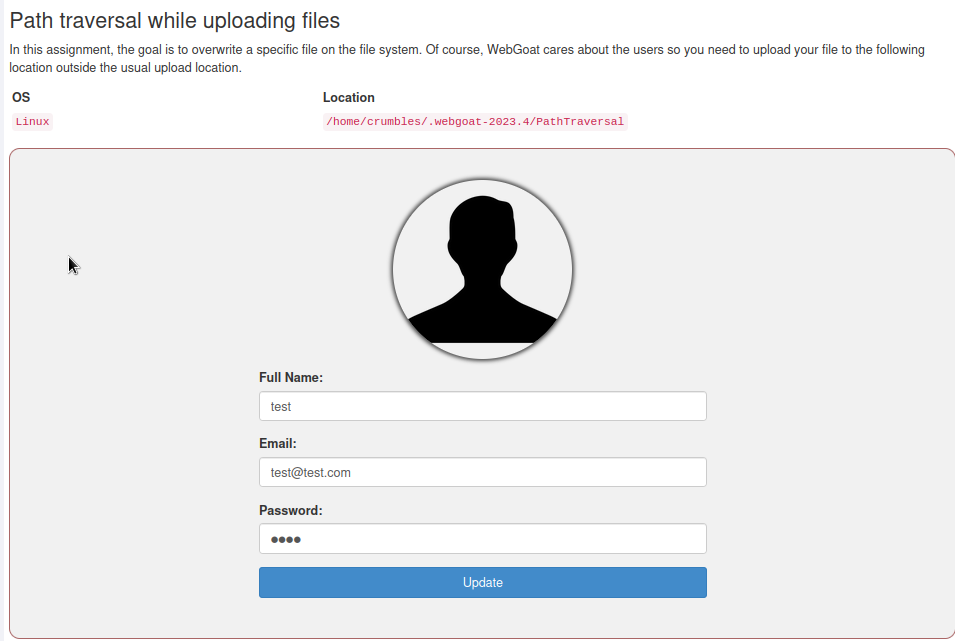 Path traversal while uploading files
In this assignment, the goal is to overwrite a specific file on the file system. Of course, WebGoat cares about the users so you need to upload your file to the following
location outside the usual upload location.
OS Location
Linux /home/crumbles/.webgoat-2023.4/PathTraversal
Full Name:
test
Email:
test@test.com
Password:
●●●●
Update